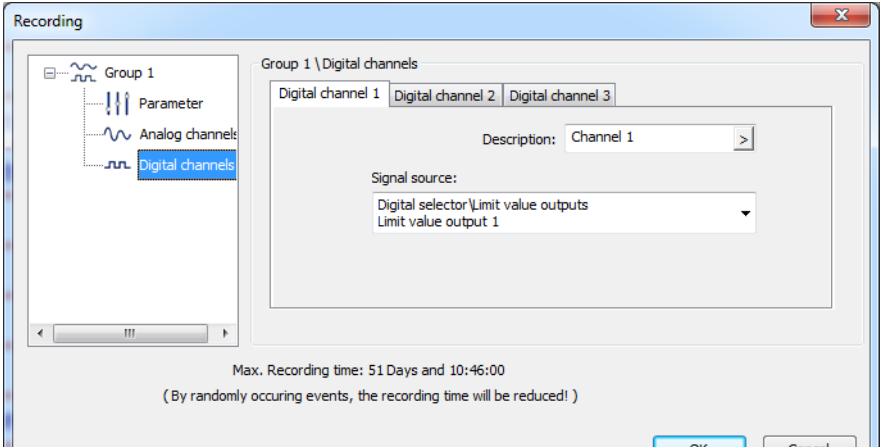 Recording
Group 1
Parameter
Analog channels
Digital channels
Group 1 \ Digital channels
Digital channel 1
Digital channel 2
Digital channel 3
Description:
Channel 1
>
Signal source:
Digital selector\Limit value outputs
Limit value output 1
Max. Recording time: 51 Days and 10:46:00
( By randomly occuring events, the recording time will be reduced! )
OK
Cancel